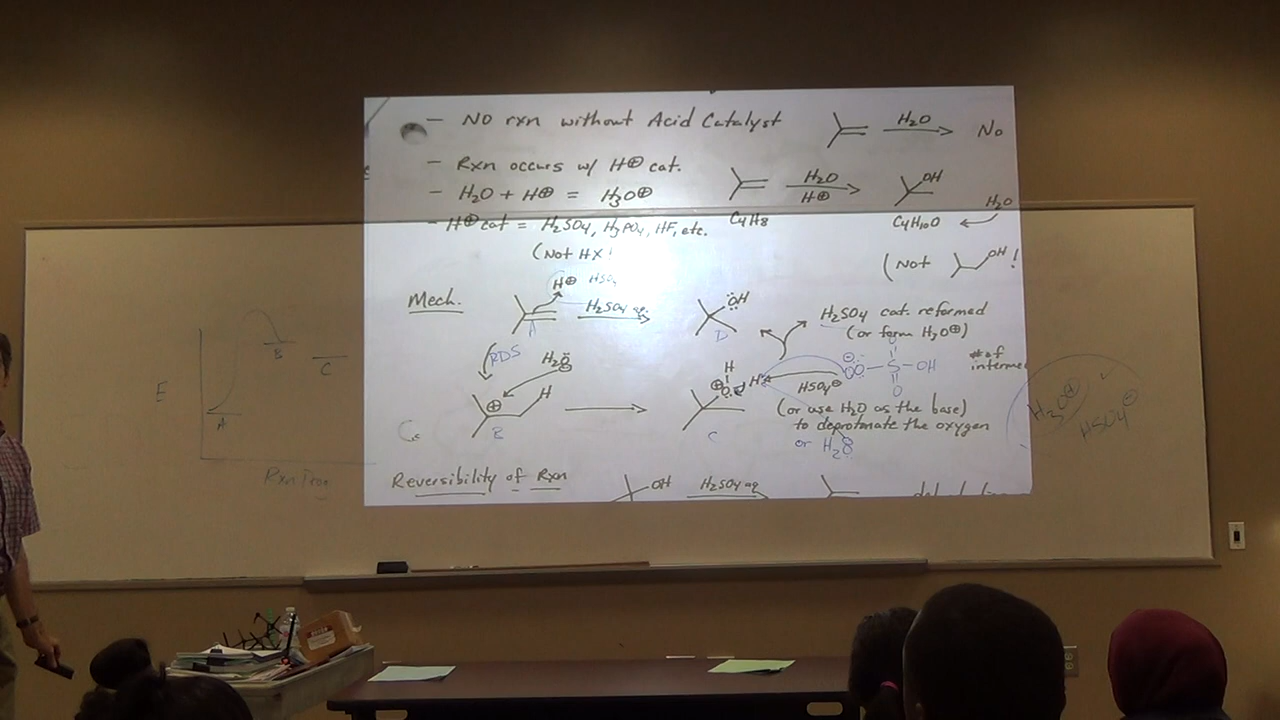 - NO rxn without Acid Catalyst
H₂O
No
- Rxn occurs w/ H⊕ cat.
H₂O
H⊕
OH
- H₂O + H⊕ = H₃O⊕
C4H8
C4H10O
H₂O
- H⊕ cat = H₂SO₄, H₃PO₄, HF, etc.
(Not HX!
(Not
OH
!
Mech.
H⊕
H₂SO₄ aq.
A
ÖH
D
H₂SO₄ cat. reformed
(or form H₃O⊕)
RDS
H₂O
⊕
H
B
H
⊕
O
H
C
HSO₄⊖
⊖
O
O
S
OH
O
# of
(or use H₂O as the base)
to deprotonate the oxygen
or H₂O
Reversibility of Rxn
OH
H₂SO₄ aq
E
A
B
C
H₃O⊕
HSO₄⊖